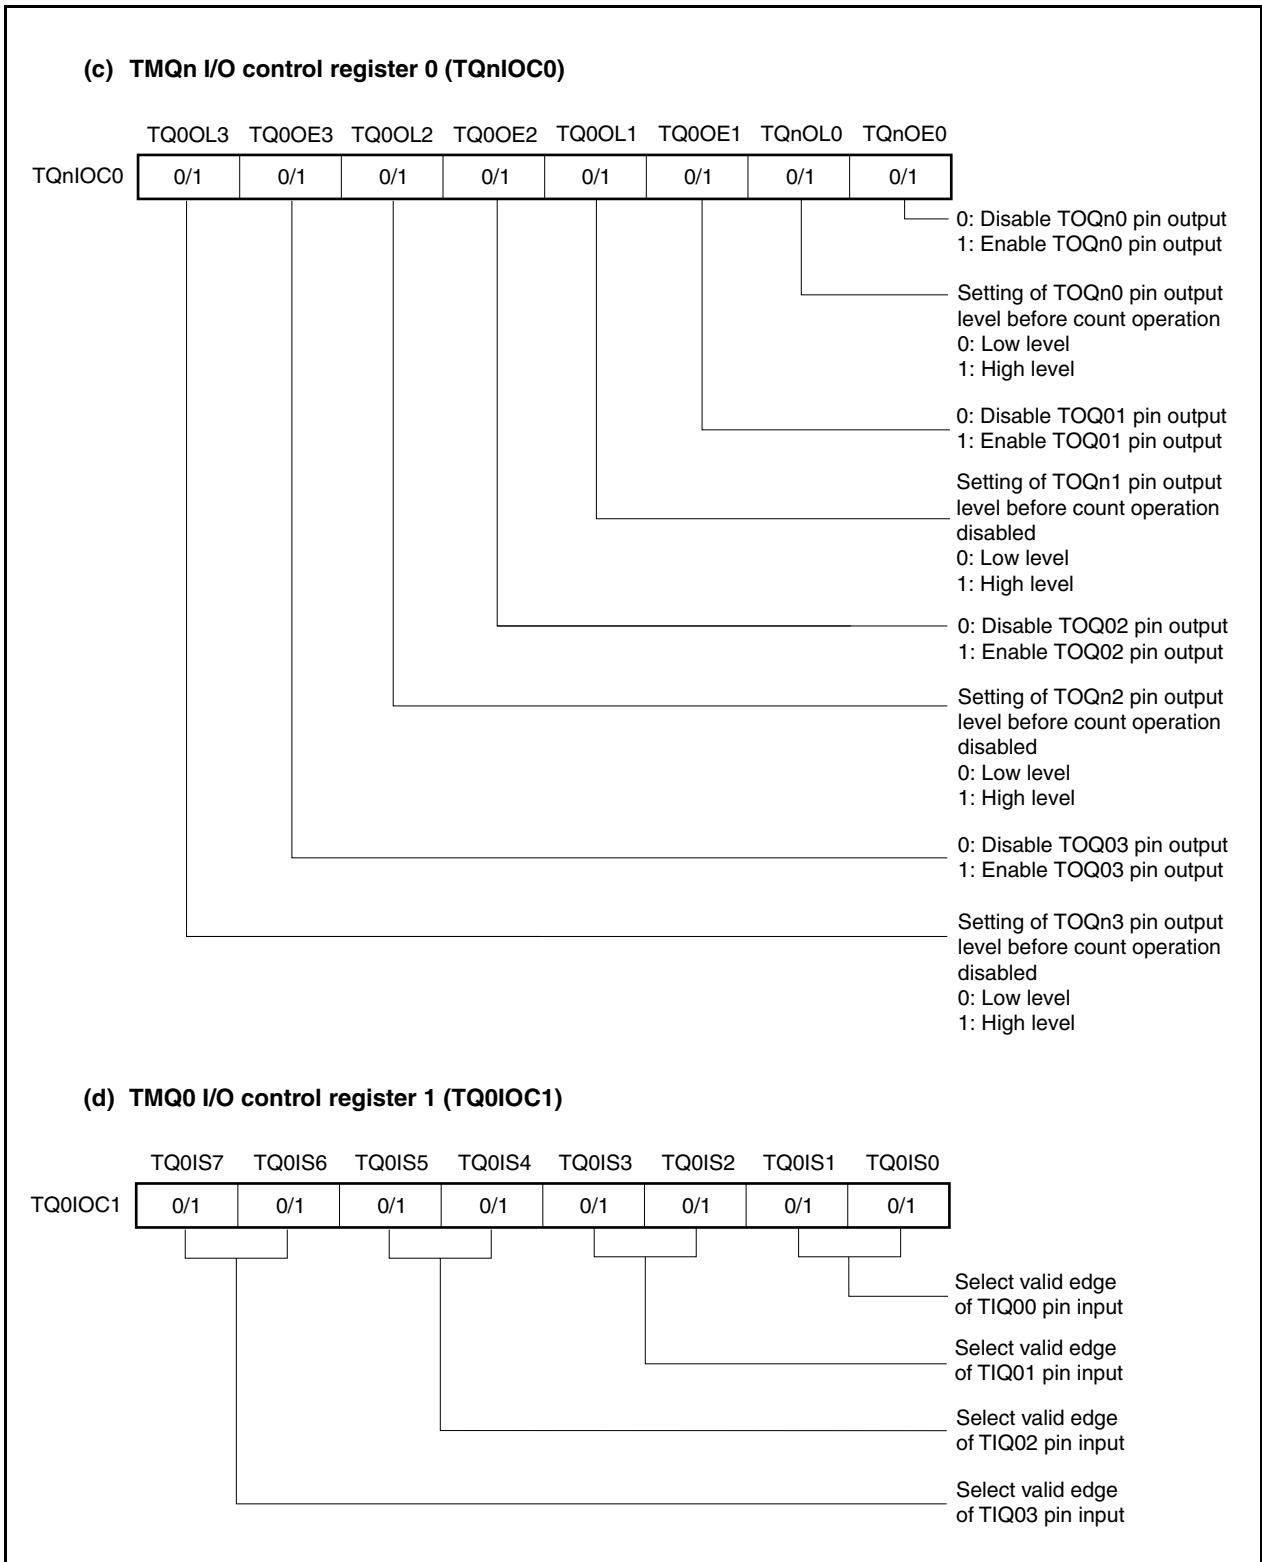 (c) TMQn I/O control register 0 (TQnIOC0)
TQ0OL3 TQ0OE3 TQ0OL2 TQ0OE2 TQ0OL1 TQ0OE1 TQnOL0 TQnOE0
TQnIOC0 0/1 0/1 0/1 0/1 0/1 0/1 0/1 0/1
0: Disable TOQn0 pin output
1: Enable TOQn0 pin output
Setting of TOQn0 pin output
level before count operation
0: Low level
1: High level
0: Disable TOQ01 pin output
1: Enable TOQ01 pin output
Setting of TOQn1 pin output
level before count operation
disabled
0: Low level
1: High level
0: Disable TOQ02 pin output
1: Enable TOQ02 pin output
Setting of TOQn2 pin output
level before count operation
disabled
0: Low level
1: High level
0: Disable TOQ03 pin output
1: Enable TOQ03 pin output
Setting of TOQn3 pin output
level before count operation
disabled
0: Low level
1: High level
(d) TMQ0 I/O control register 1 (TQ0IOC1)
TQ0IS7 TQ0IS6 TQ0IS5 TQ0IS4 TQ0IS3 TQ0IS2 TQ0IS1 TQ0IS0
TQ0IOC1 0/1 0/1 0/1 0/1 0/1 0/1 0/1 0/1
Select valid edge
of TIQ00 pin input
Select valid edge
of TIQ01 pin input
Select valid edge
of TIQ02 pin input
Select valid edge
of TIQ03 pin input